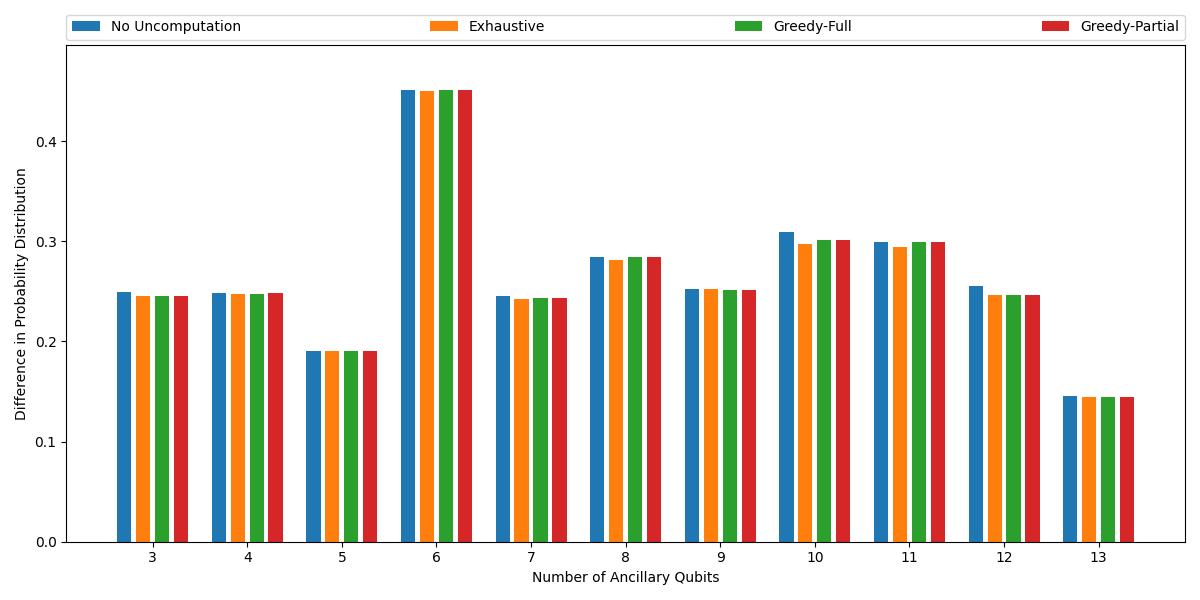 No Uncomputation Exhaustive Greedy-Full Greedy-Partial
Difference in Probability Distribution
0.4
0.3
0.2
0.1
0.0
3 4 5 6 7 8 9 10 11 12 13
Number of Ancillary Qubits